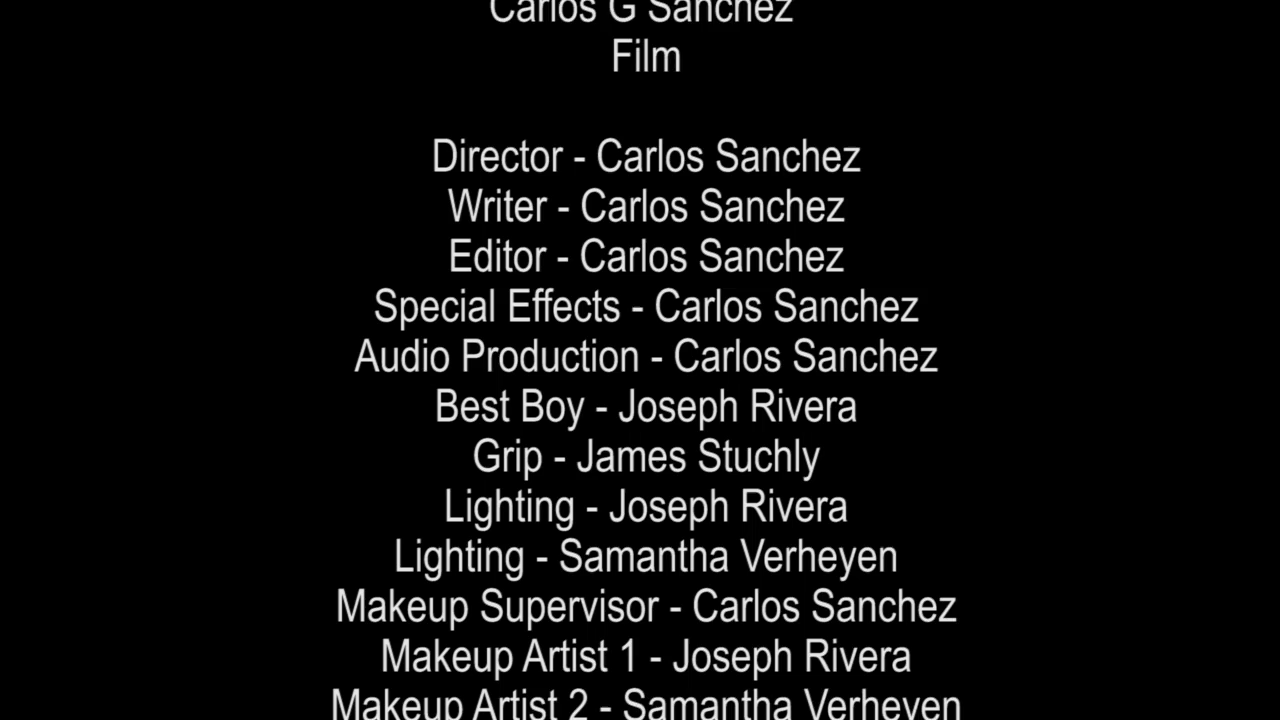 Carlos G Sanchez
Film
Director - Carlos Sanchez
Writer - Carlos Sanchez
Editor - Carlos Sanchez
Special Effects - Carlos Sanchez
Audio Production - Carlos Sanchez
Best Boy - Joseph Rivera
Grip - James Stuchly
Lighting - Joseph Rivera
Lighting - Samantha Verheyen
Makeup Supervisor - Carlos Sanchez
Makeup Artist 1 - Joseph Rivera
Makeup Artist 2 - Samantha Verheyen